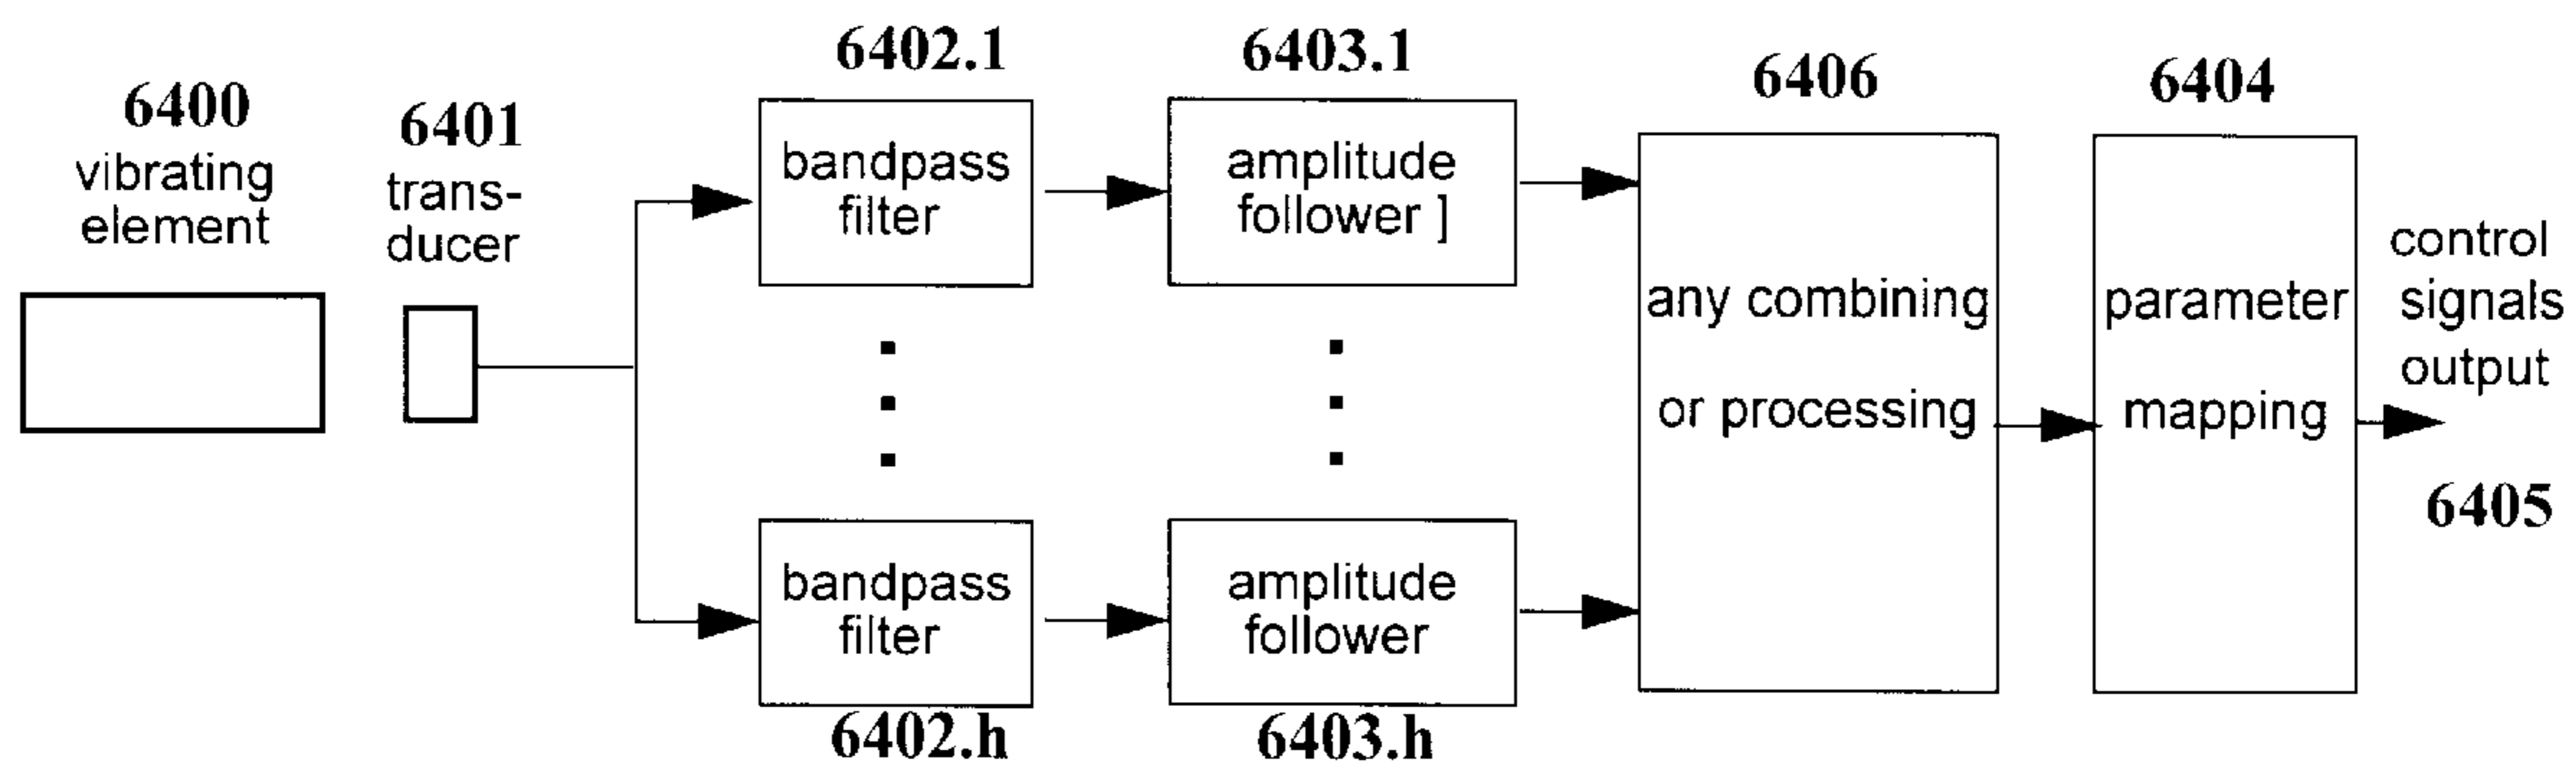 6400
vibrating
element
6401
trans-
ducer
6402.1
bandpass
filter
6403.1
amplitude
follower ]
6402.h
bandpass
filter
6403.h
amplitude
follower
6406
any combining
or processing
6404
parameter
mapping
control
signals
output
6405